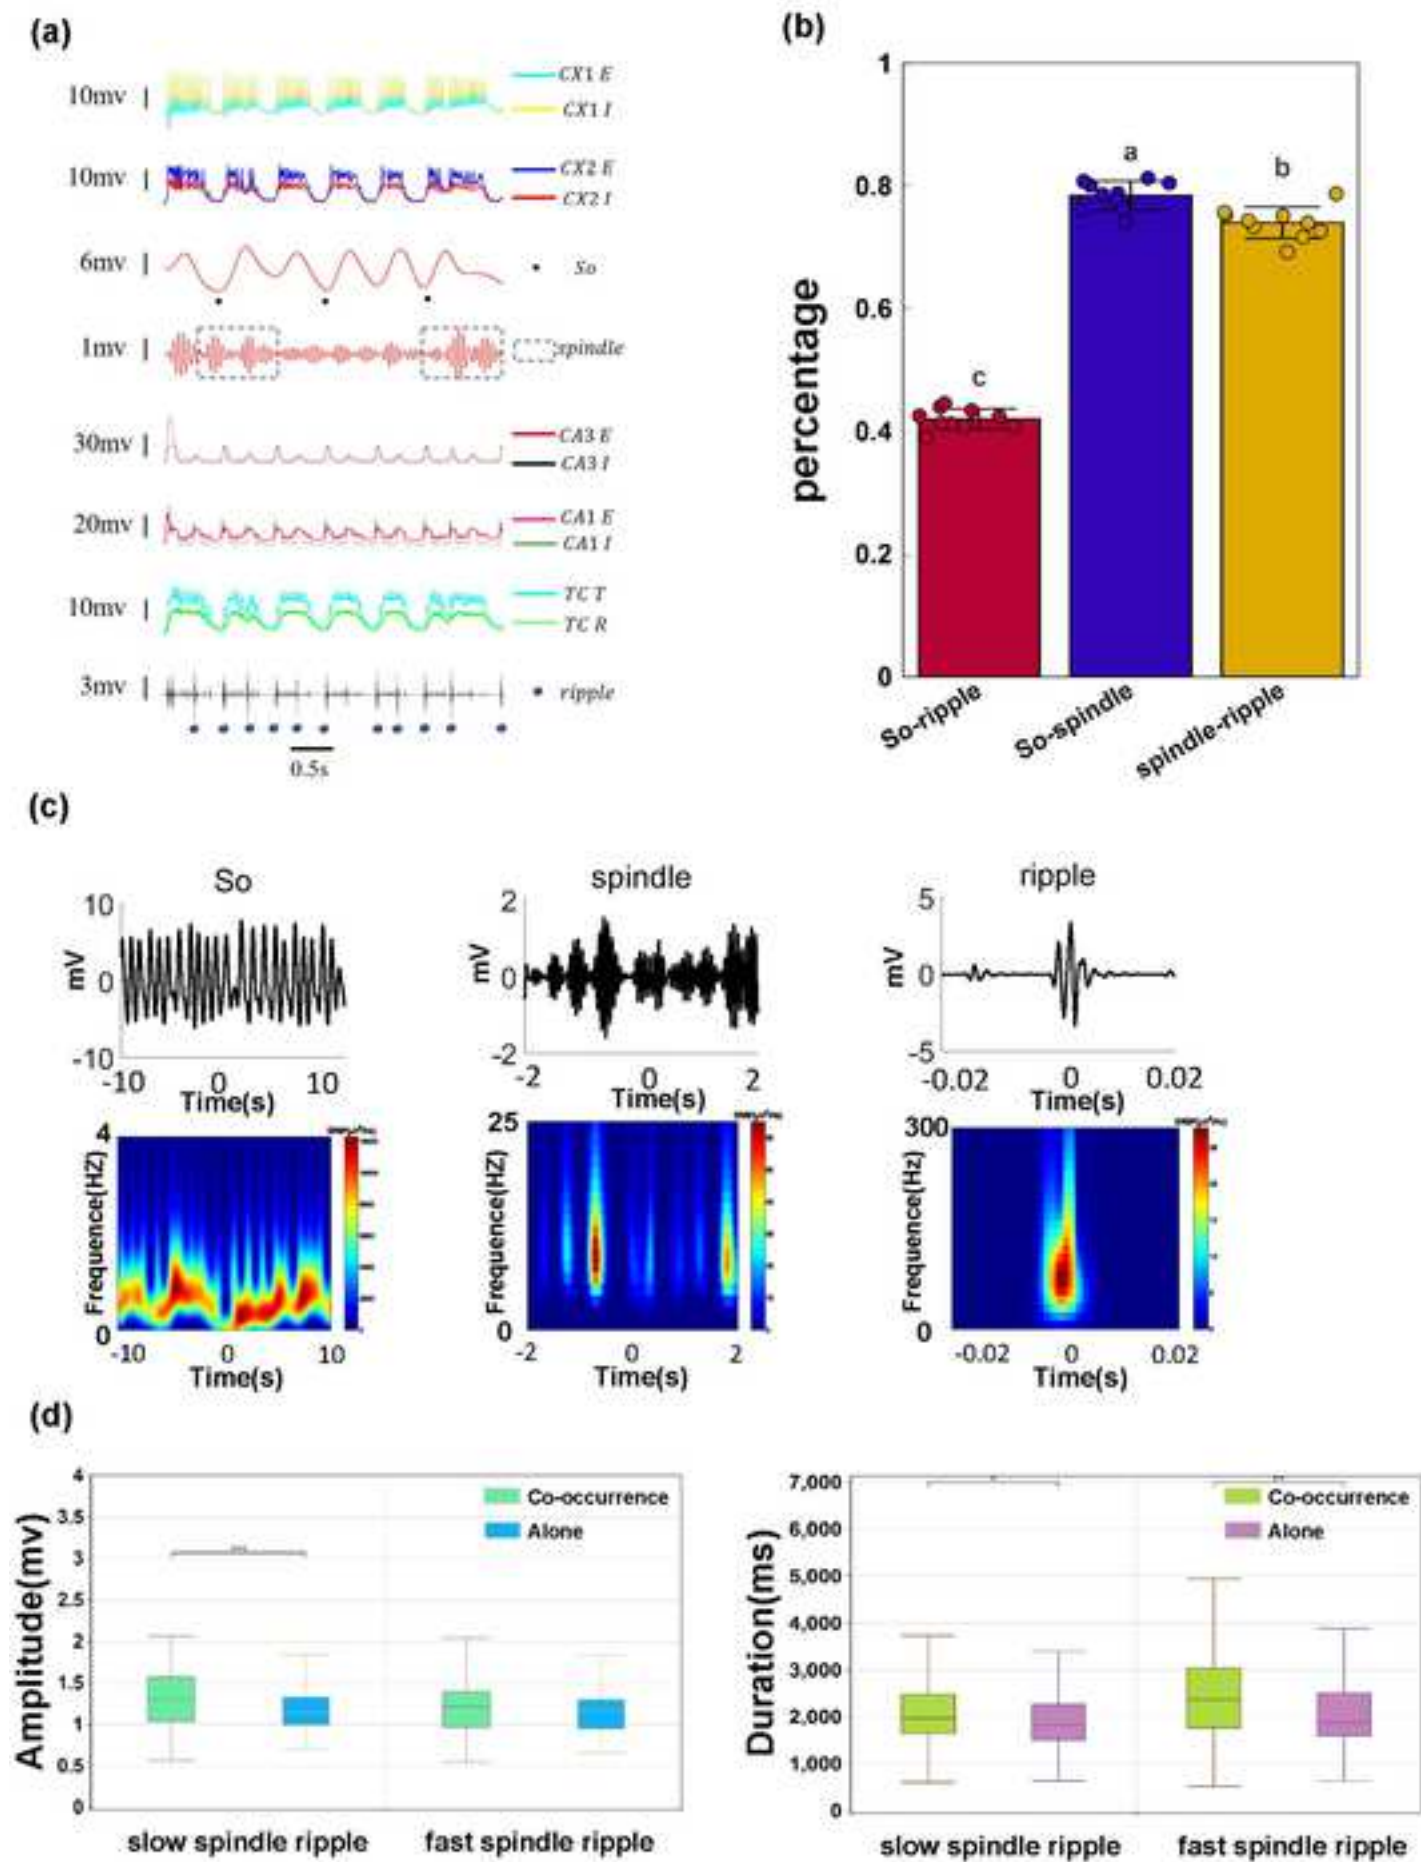 (a)
10mv
CX1 E
CX1 I
10mv
CX2 E
CX2 I
6mv
So
1mv
spindle
30mv
CA3 E
CA3 I
20mv
CA1 E
CA1 I
10mv
TC T
TC R
3mv
ripple
0.5s
(b)
percentage
1
0.8
0.6
0.4
0.2
0
c
a
b
So-ripple
So-spindle
spindle-ripple
(c)
So
mV
10
0
-10
-10 0 10
Time(s)
spindle
mV
2
0
-2
-2 0 2
Time(s)
ripple
mV
5
0
-5
-0.02 0 0.02
Time(s)
Frequence(HZ)
4
0
-10 0 10
Time(s)
Frequence(HZ)
25
0
-2 0 2
Time(s)
Frequence(Hz)
300
0
-0.02 0 0.02
Time(s)
(d)
Amplitude(mv)
4
3.5
3
2.5
2
1.5
1
0.5
0
Co-occurrence
Alone
slow spindle ripple
fast spindle ripple
Duration(ms)
7,000
6,000
5,000
4,000
3,000
2,000
1,000
0
Co-occurrence
Alone
slow spindle ripple
fast spindle ripple